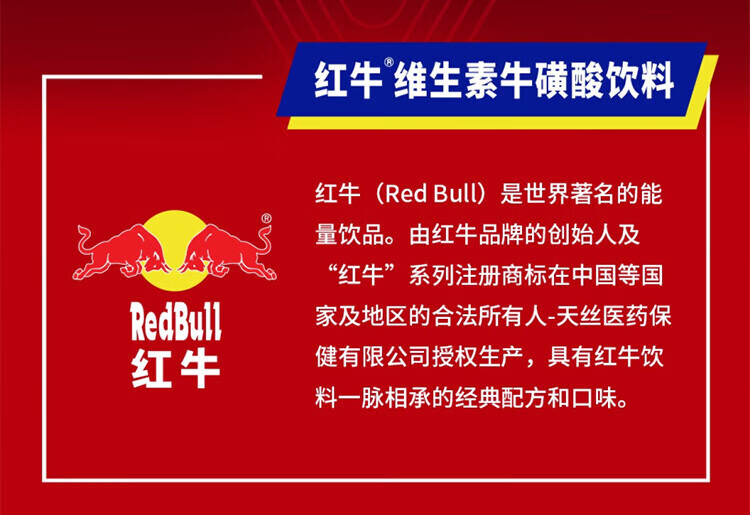 红牛®维生素牛磺酸饮料
红牛（Red Bull）是世界著名的能
量饮品。由红牛品牌的创始人及
“红牛”系列注册商标在中国等国
家及地区的合法所有人-天丝医药保
健有限公司授权生产，具有红牛饮
料一脉相承的经典配方和口味。
®
RedBull
红牛